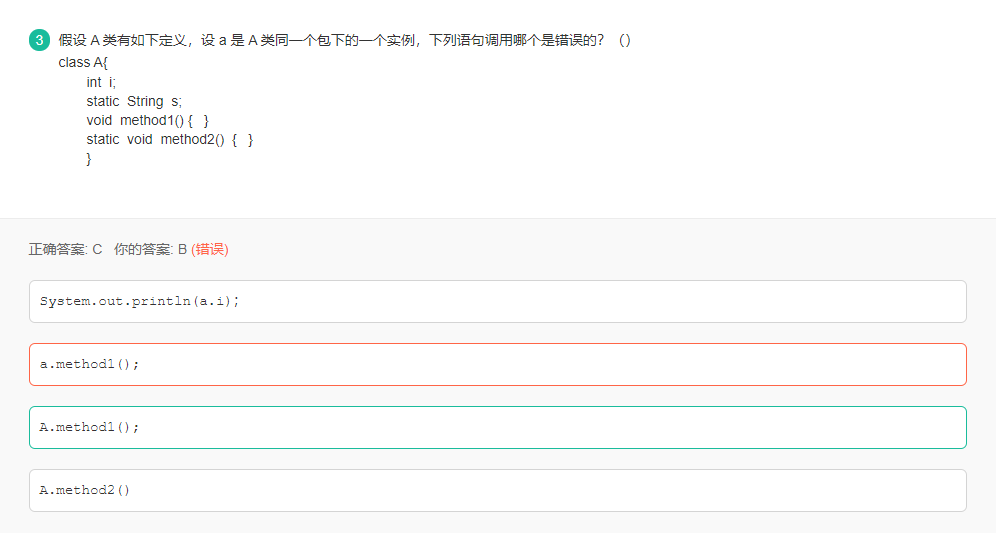 3 假设 A 类有如下定义，设 a 是 A 类同一个包下的一个实例，下列语句调用哪个是错误的？（）
class A{
int i;
static String s;
void method1() { }
static void method2() { }
}
正确答案: C 你的答案: B (错误)
System.out.println(a.i);
a.method1();
A.method1();
A.method2()